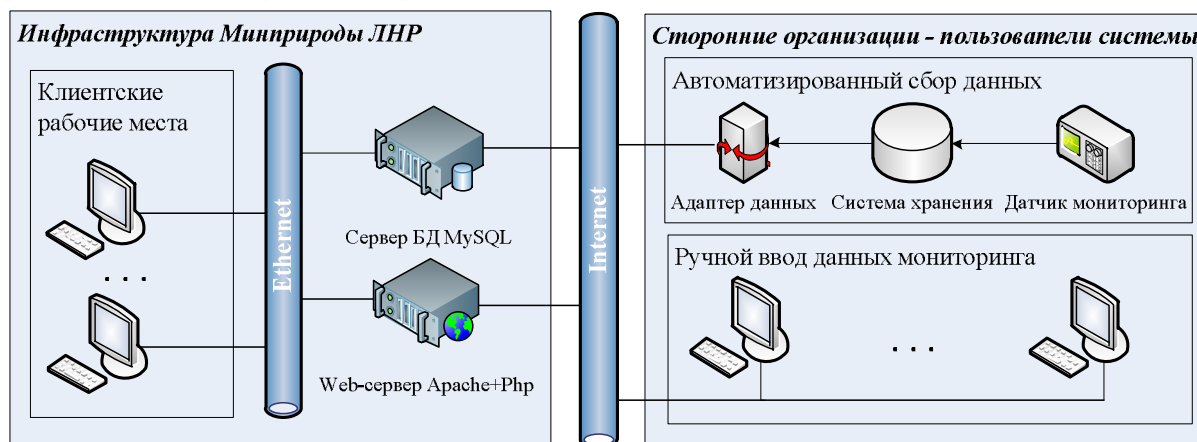 Инфраструктура Минприроды ЛНР
Клиентские
рабочие места
. . .
Ethernet
Сервер БД MySQL
Web-сервер Apache+Php
Internet
Сторонние организации - пользователи системы
Автоматизированный сбор данных
Адаптер данных
Система хранения
Датчик мониторинга
Ручной ввод данных мониторинга
. . .